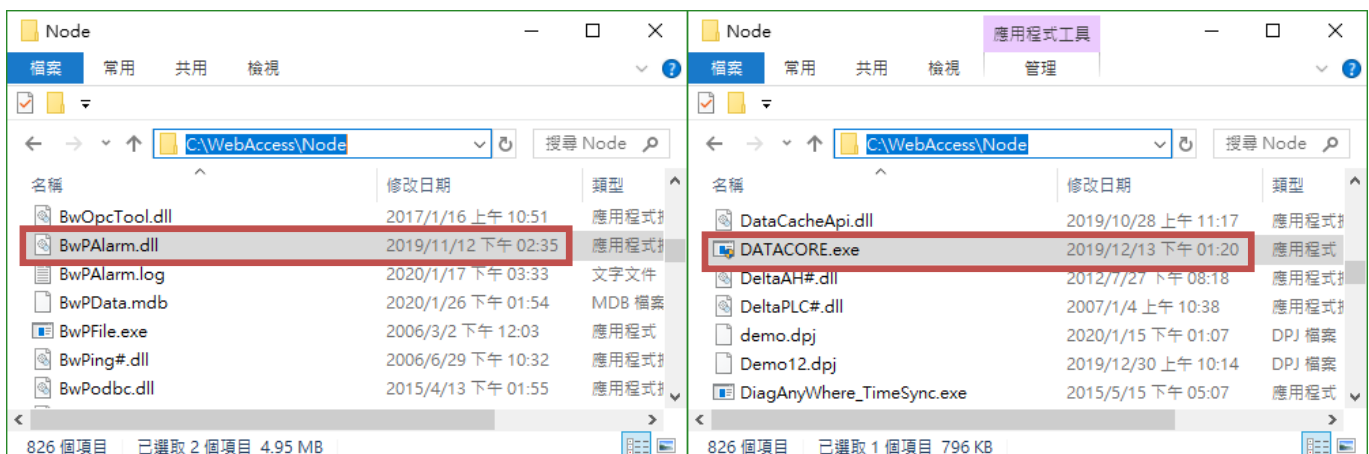 Node
檔案 常用 共用 檢視
C:\WebAccess\Node 搜尋 Node
名稱 修改日期 類型
BwOpcTool.dll 2017/1/16 上午 10:51 應用程式
BwPAlarm.dll 2019/11/12 下午 02:35 應用程式
BwPAlarm.log 2020/1/17 下午 03:33 文字文件
BwPData.mdb 2020/1/26 下午 01:54 MDB 檔案
BwPFile.exe 2006/3/2 下午 12:03 應用程式
BwPing#.dll 2006/6/29 下午 10:32 應用程式
BwPodbc.dll 2015/4/13 下午 01:55 應用程式
826 個項目 已選取 2 個項目 4.95 MB
Node 應用程式工具
檔案 常用 共用 檢視 管理
C:\WebAccess\Node 搜尋 Node
名稱 修改日期 類型
DataCacheApi.dll 2019/10/28 上午 11:17 應用程式
DATACORE.exe 2019/12/13 下午 01:20 應用程式
DeltaAH#.dll 2012/7/27 下午 08:18 應用程式
DeltaPLC#.dll 2007/1/4 上午 10:38 應用程式
demo.dpj 2020/1/15 下午 01:07 DPJ 檔案
Demo12.dpj 2019/12/30 上午 10:14 DPJ 檔案
DiagAnyWhere_TimeSync.exe 2015/5/15 下午 05:07 應用程式
826 個項目 已選取 1 個項目 796 KB